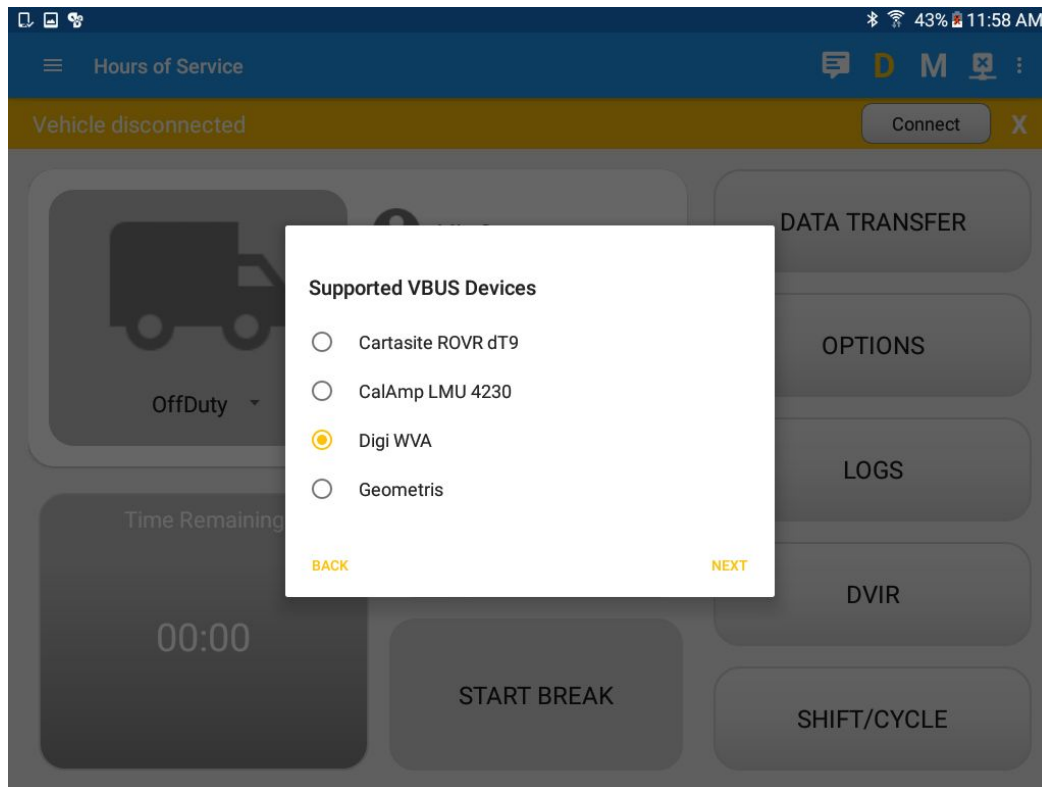 43% 11:58 AM
Hours of Service
D M
Vehicle disconnected
Connect X
DATA TRANSFER
OPTIONS
LOGS
DVIR
SHIFT/CYCLE
OffDuty
Supported VBUS Devices
Cartasite ROVR dT9
CalAmp LMU 4230
Digi WVA
Geometris
BACK NEXT
Time Remaining
00:00
START BREAK